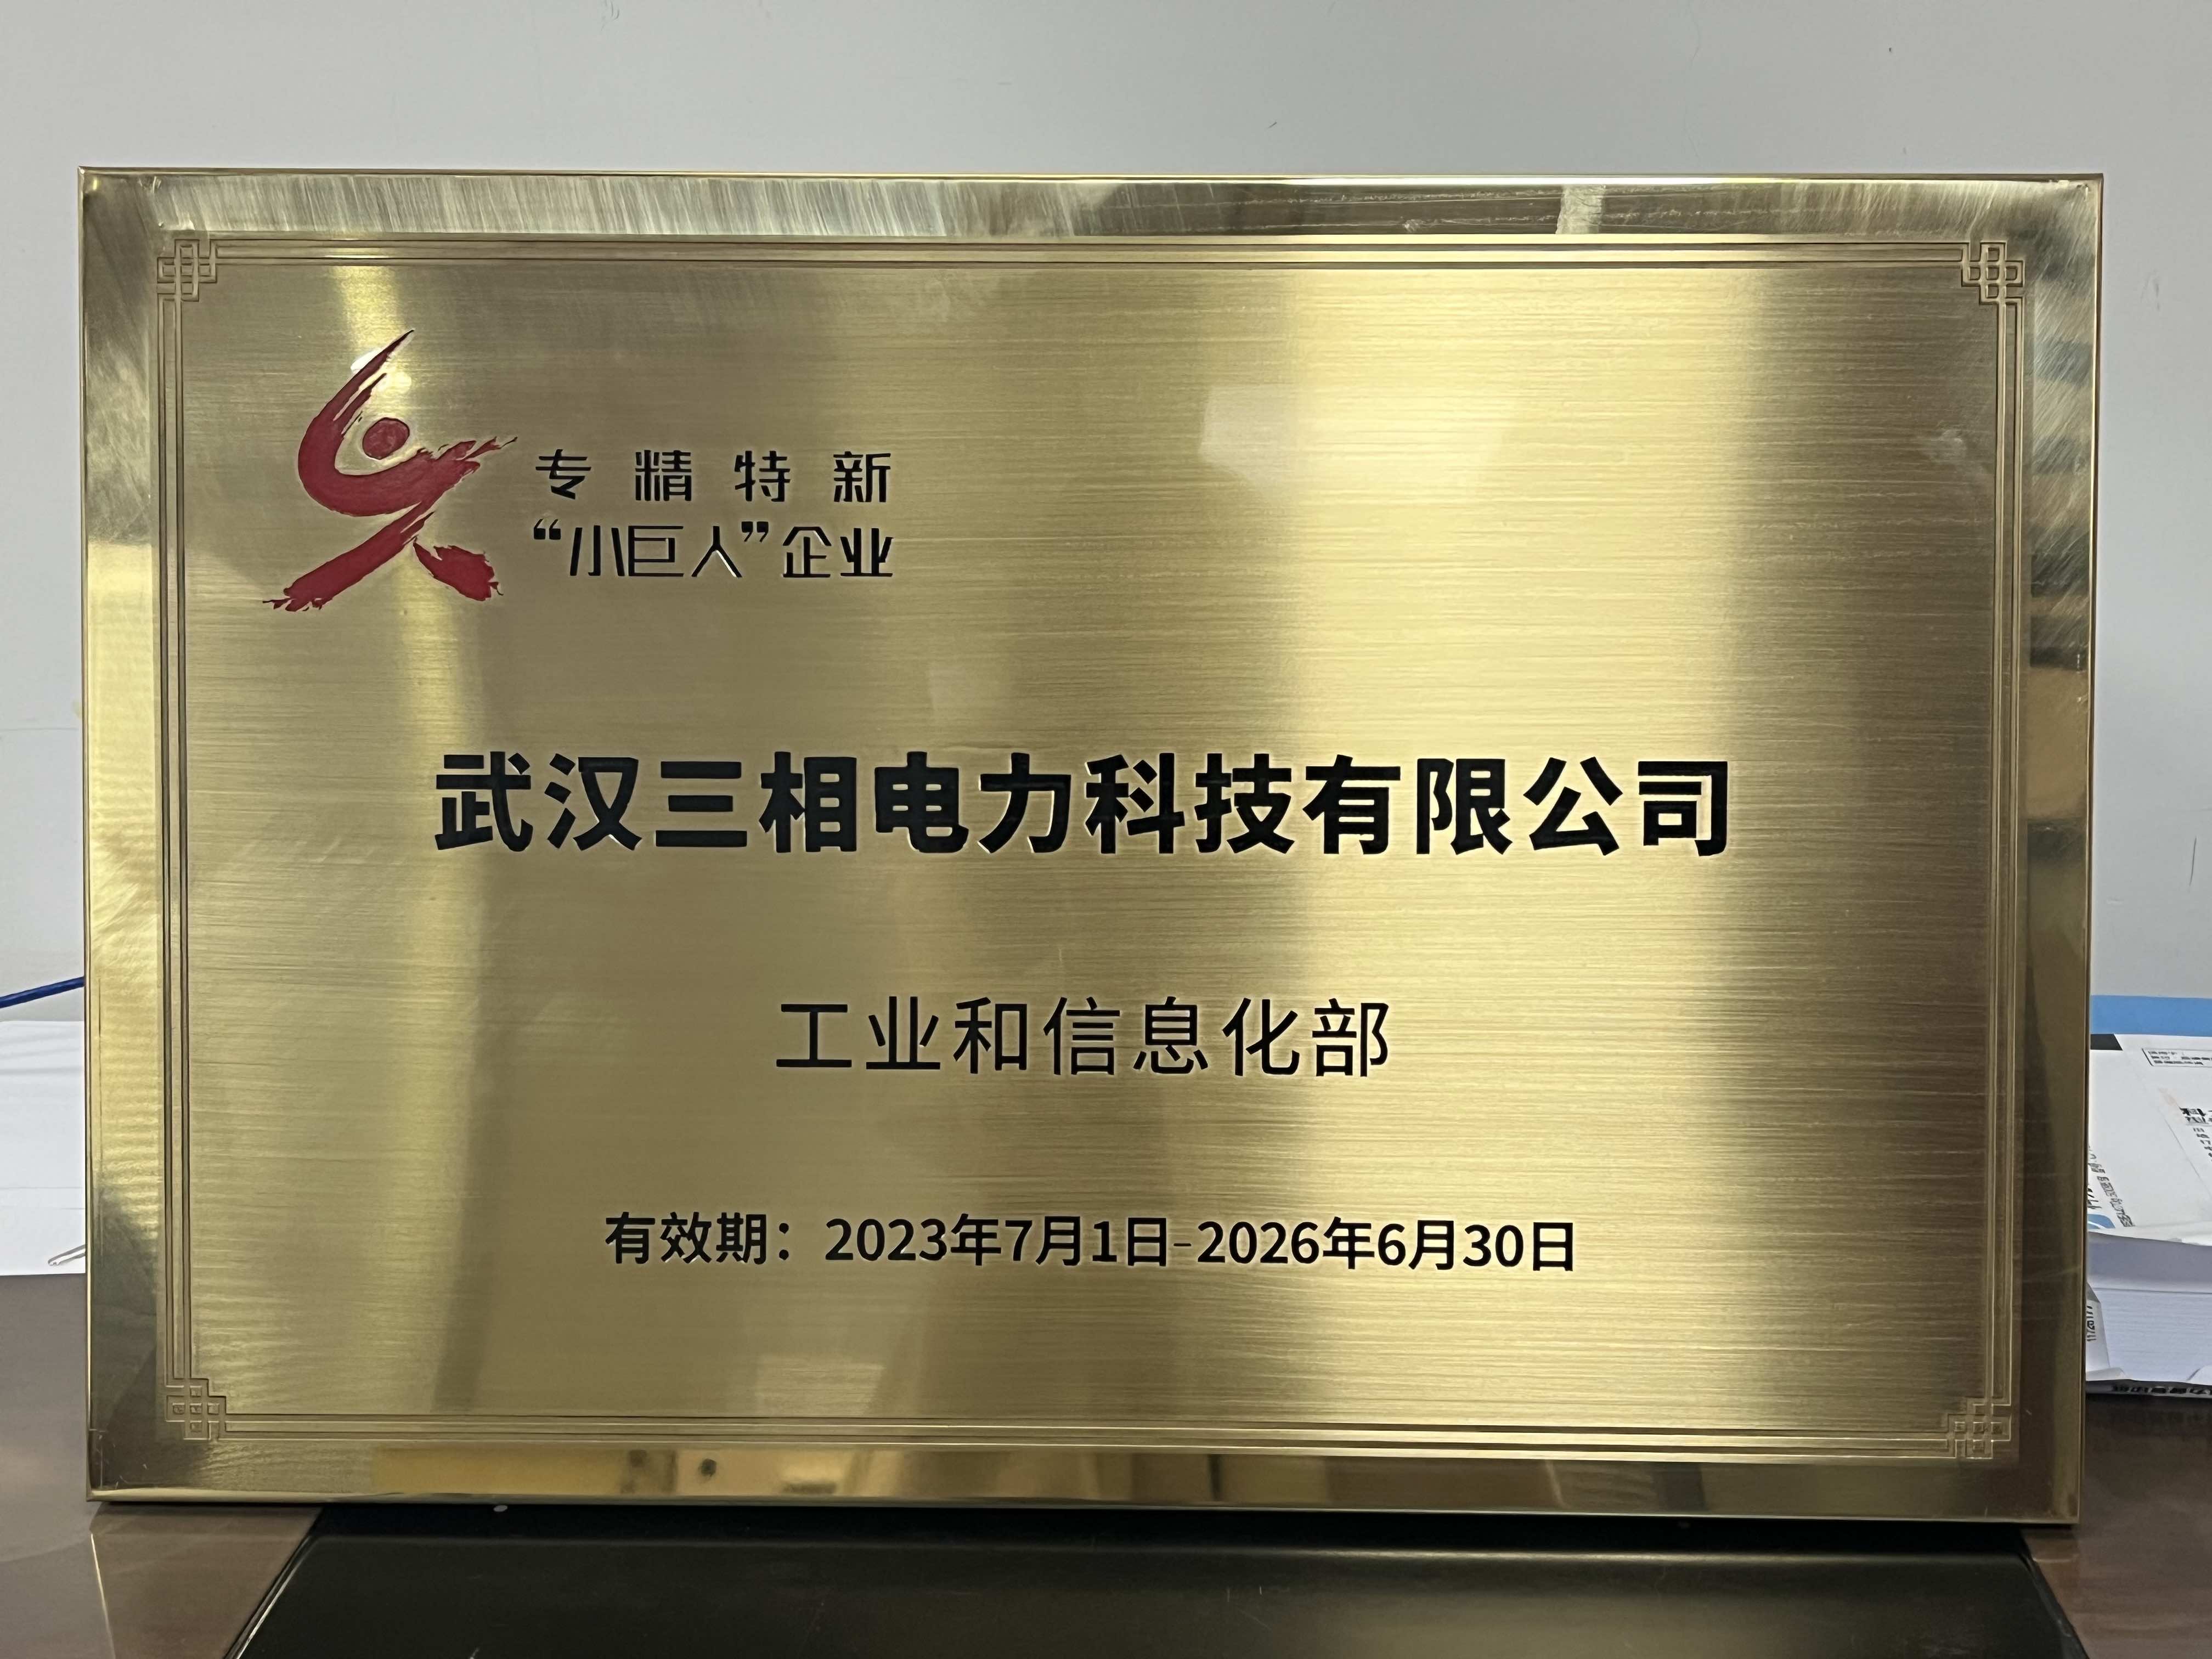 专精特新
“小巨人”企业
武汉三相电力科技有限公司
工业和信息化部
有效期：2023年7月1日-2026年6月30日